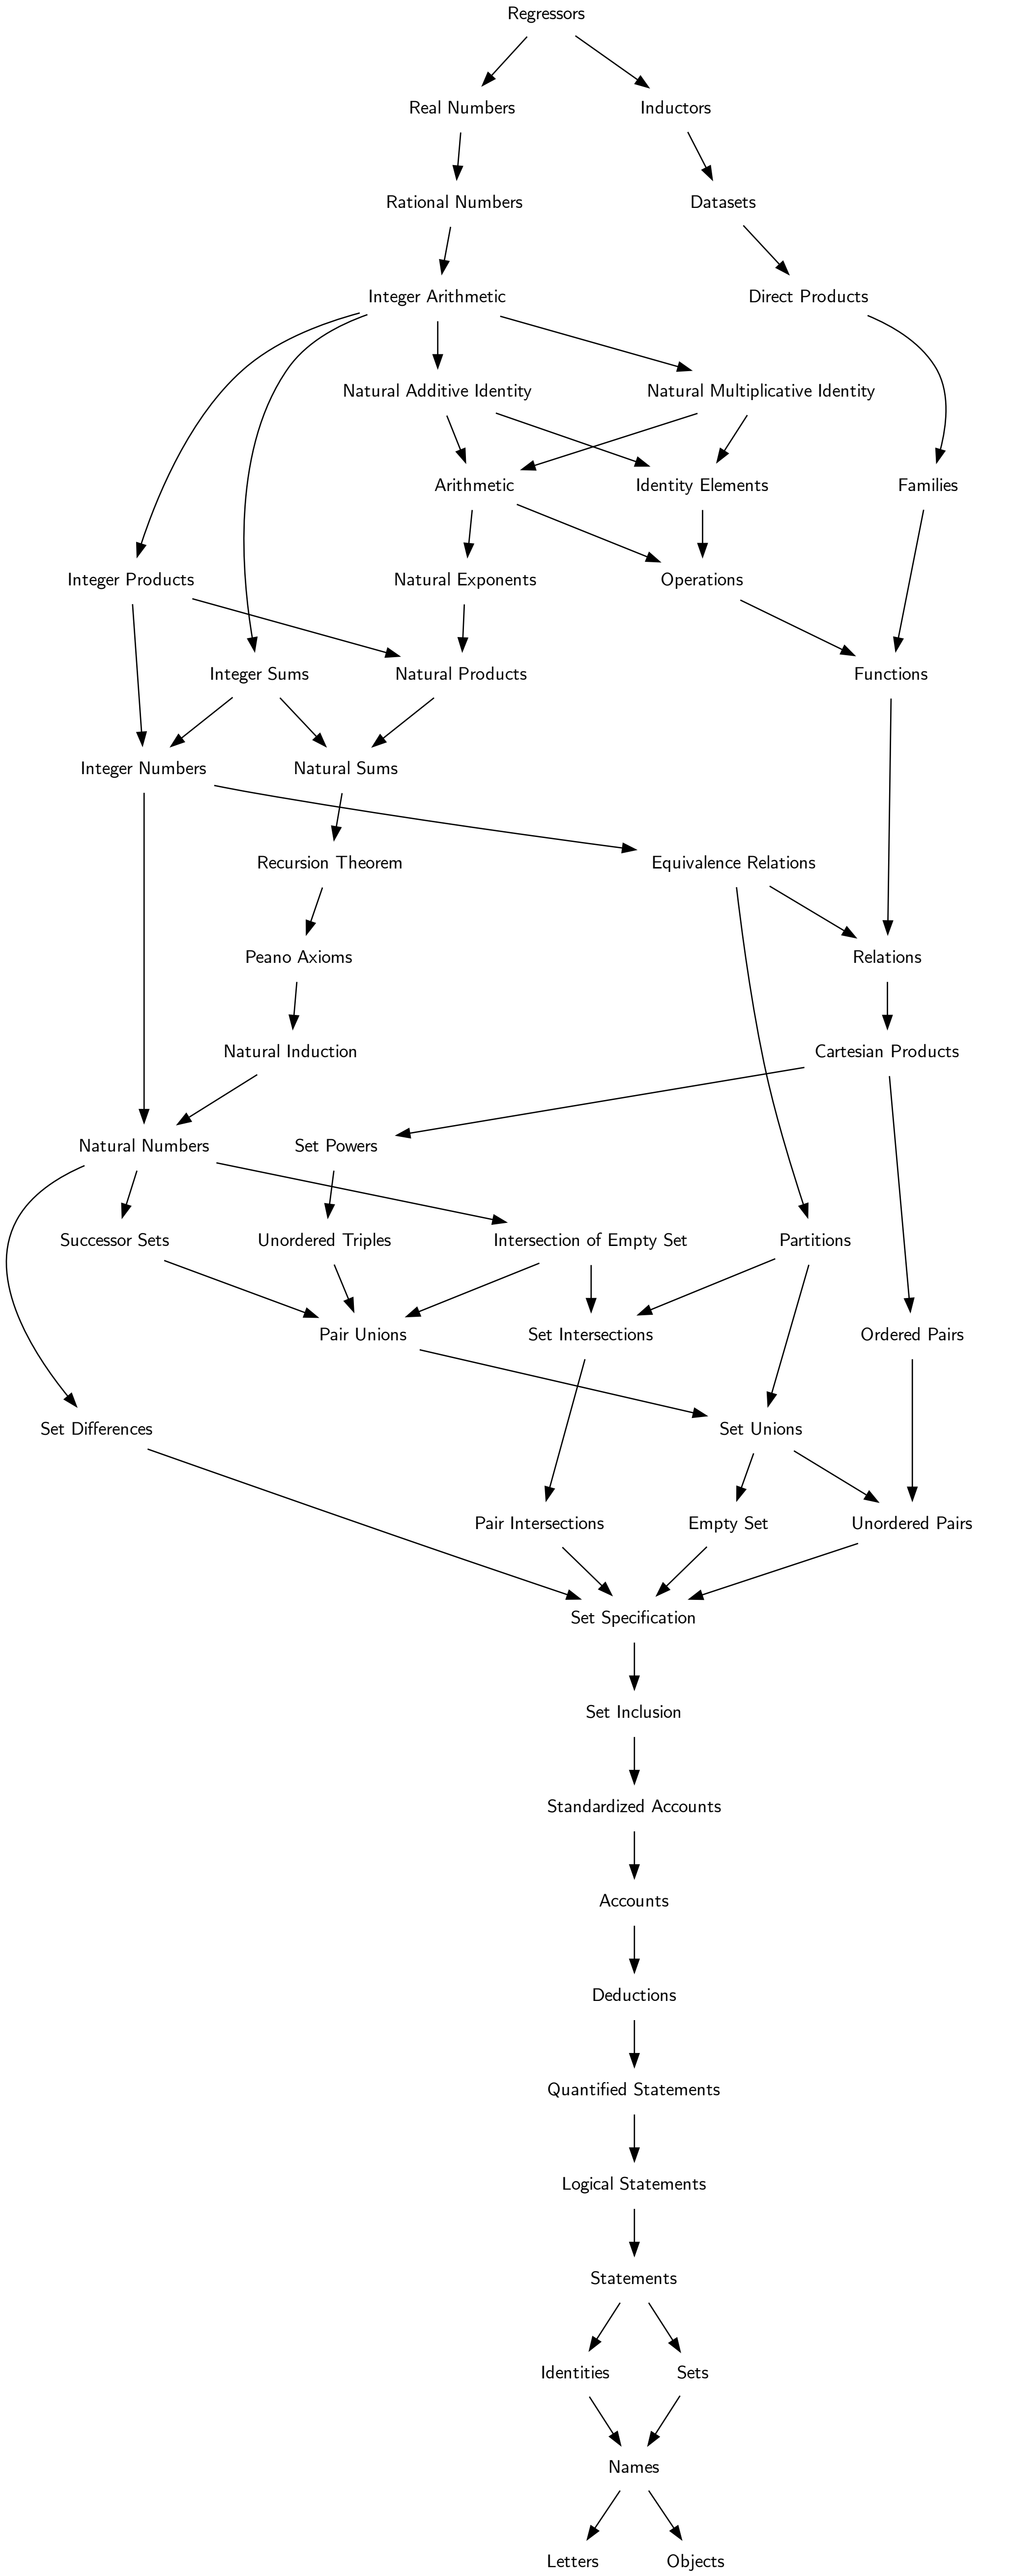 Regressors
Real Numbers
Inductors
Rational Numbers
Datasets
Integer Arithmetic
Direct Products
Natural Additive Identity
Natural Multiplicative Identity
Arithmetic
Identity Elements
Families
Integer Products
Natural Exponents
Operations
Integer Sums
Natural Products
Functions
Integer Numbers
Natural Sums
Recursion Theorem
Equivalence Relations
Peano Axioms
Relations
Natural Induction
Cartesian Products
Natural Numbers
Set Powers
Successor Sets
Unordered Triples
Intersection of Empty Set
Partitions
Pair Unions
Set Intersections
Ordered Pairs
Set Differences
Set Unions
Pair Intersections
Empty Set
Unordered Pairs
Set Specification
Set Inclusion
Standardized Accounts
Accounts
Deductions
Quantified Statements
Logical Statements
Statements
Identities
Sets
Names
Letters
Objects